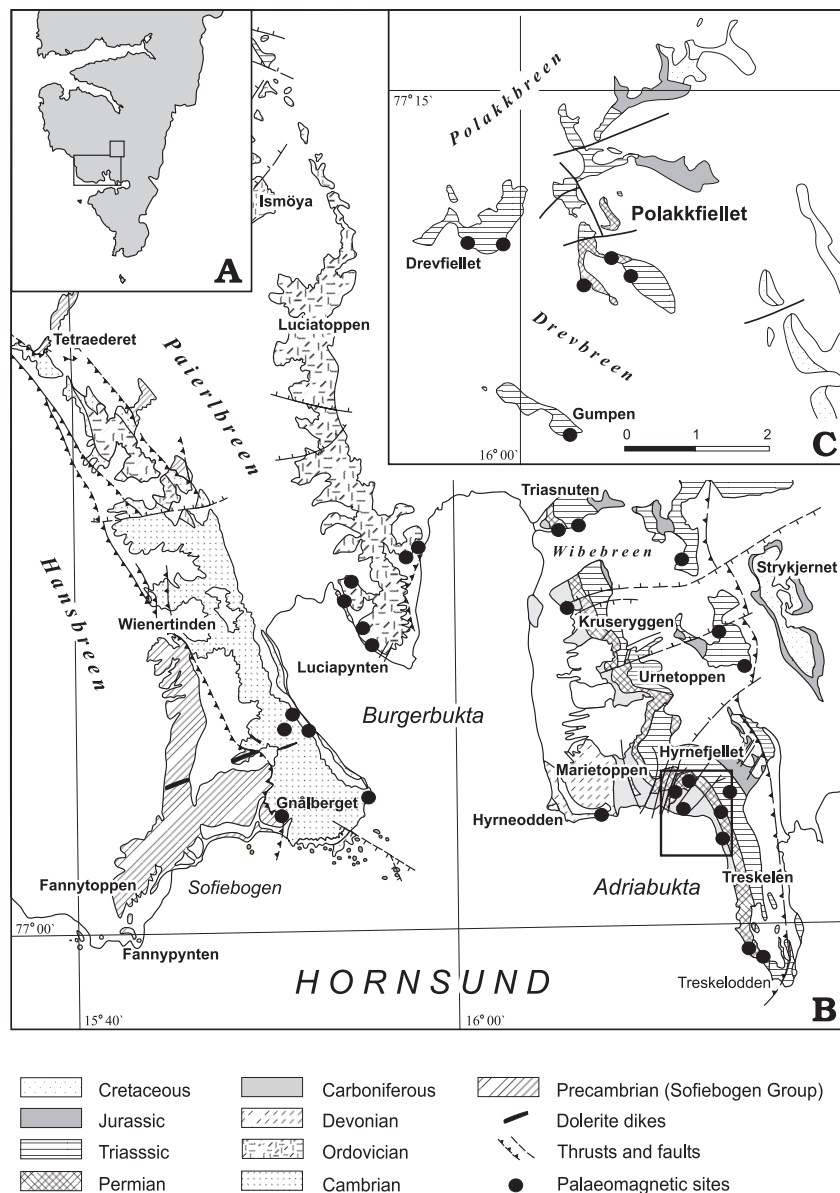 A
Ismöya
Tetraederet
Luciatoppen
Paierlbreen
Hansbreen
Wienertinden
Luciapynten
Burgerbukta
Gnålberget
Fannytoppen
Sofiebogen
77°00`
Fannypynten
HORNSUND
15°40`
16°00`
C
77°15`
Polakkbreen
Polakkfiellet
Drevfiellet
Drevbreen
Gumpen
16°00`
0 1 2
Triasnuten
Wibebreen
Strykjernet
Kruseryggen
Urnetoppen
Hyrnefjellet
Marietoppen
Hyrneodden
Adriabukta
Treskelen
Treskelodden
B
Cretaceous
Jurassic
Triasssic
Permian
Carboniferous
Devonian
Ordovician
Cambrian
Precambrian (Sofiebogen Group)
Dolerite dikes
Thrusts and faults
Palaeomagnetic sites